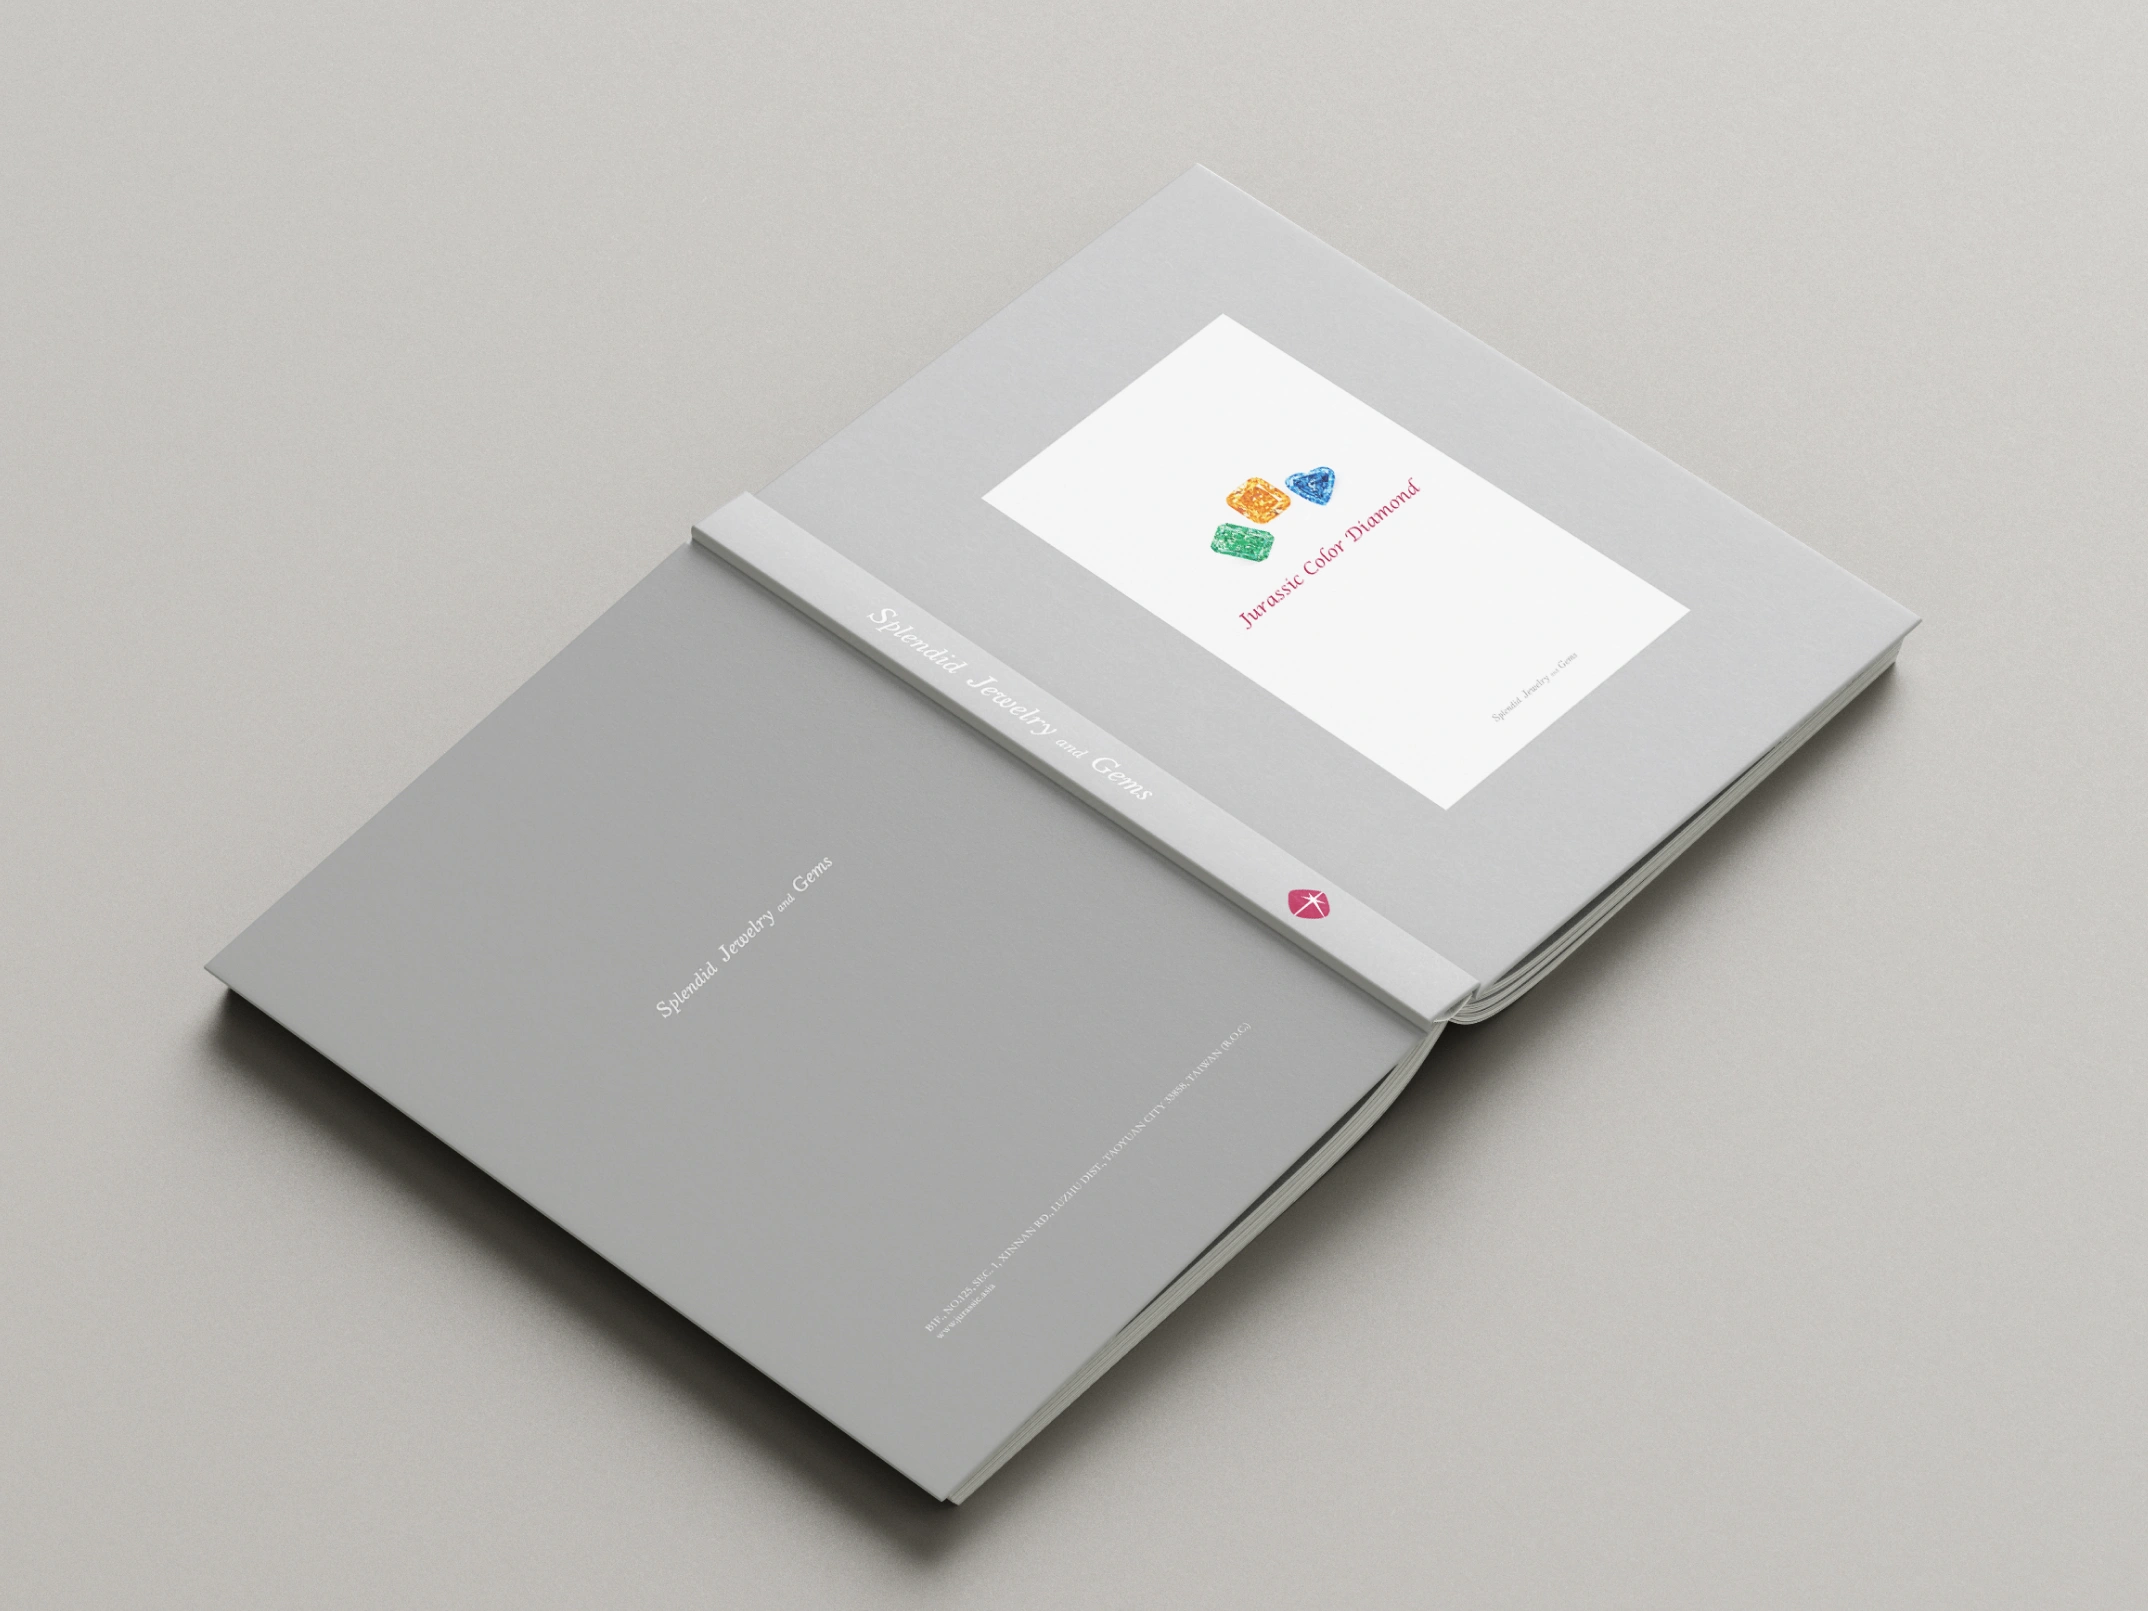 Jurassic Color Diamond
Splendid Jewelry and Gems
Splendid Jewelry and Gems
Splendid Jewelry and Gems
B1F., NO.125, SEC. 1, XINNAN RD., LUZHU DIST., TAOYUAN CITY 33858, TAIWAN (R.O.C.)
www.jurassic.asia